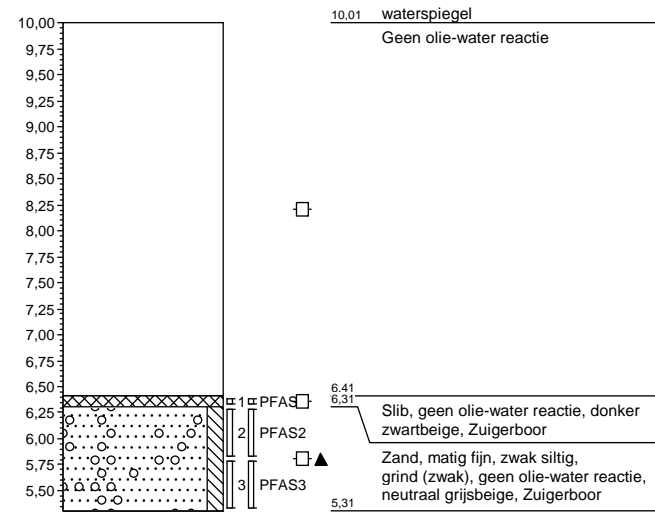 10,00
9,75
9,50
9,25
9,00
8,75
8,50
8,25
8,00
7,75
7,50
7,25
7,00
6,75
6,50
6,25
6,00
5,75
5,50
1 PFAS
2 PFAS2
3 PFAS3
10,01 waterspiegel
Geen olie-water reactie
6.41
6,31
Slib, geen olie-water reactie, donker
zwartbeige, Zuigerboor
Zand, matig fijn, zwak siltig,
grind (zwak), geen olie-water reactie,
neutraal grijsbeige, Zuigerboor
5,31